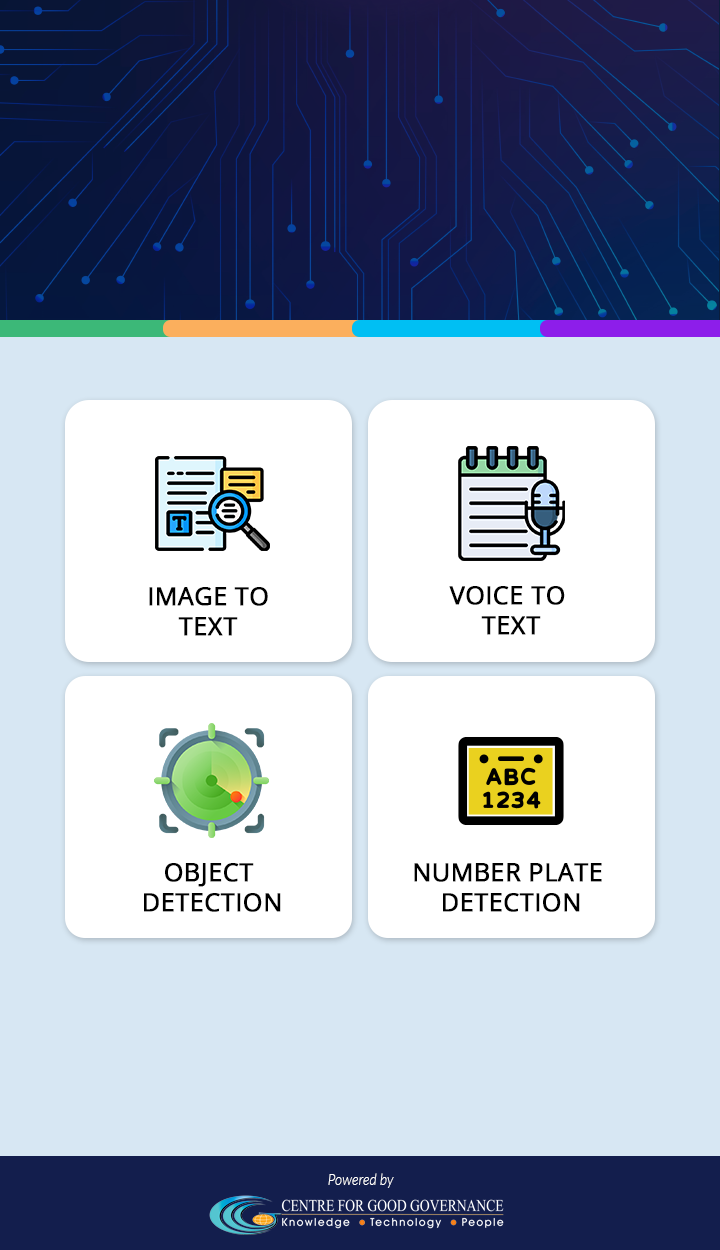 T
IMAGE TO
TEXT
VOICE TO
TEXT
OBJECT
DETECTION
ABC
1234
NUMBER PLATE
DETECTION
Powered by
CENTRE FOR GOOD GOVERNANCE
Knowledge • Technology • People